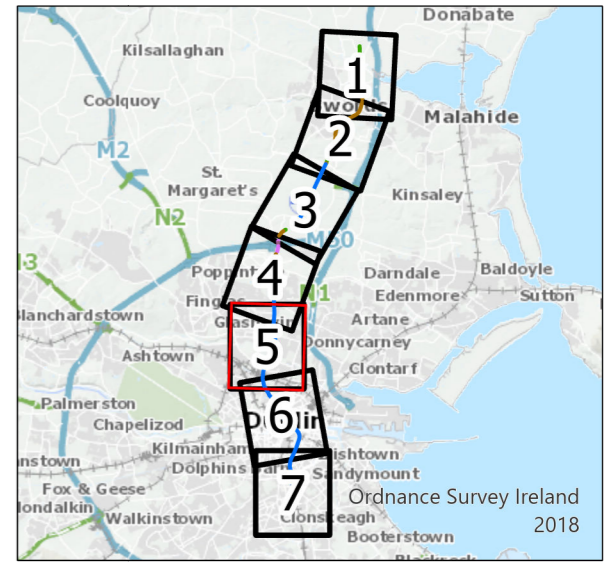 Donabate
Kilsallaghan
1
Coolquoy
Malahide
M2
2
St.
Margaret's
Kinsaley
N2
3
M50
4
Darndale
Baldoyle
N1
Edenmore
Sutton
Blanchardstown
Artane
5
Donnycarney
Ashtown
Clontarf
Palmerston
6
Chapelizod
Kilmainham
Dolphins
Sandymount
Fox & Geese
7
Ordnance Survey Ireland
2018
Walkinstown
Booterstown